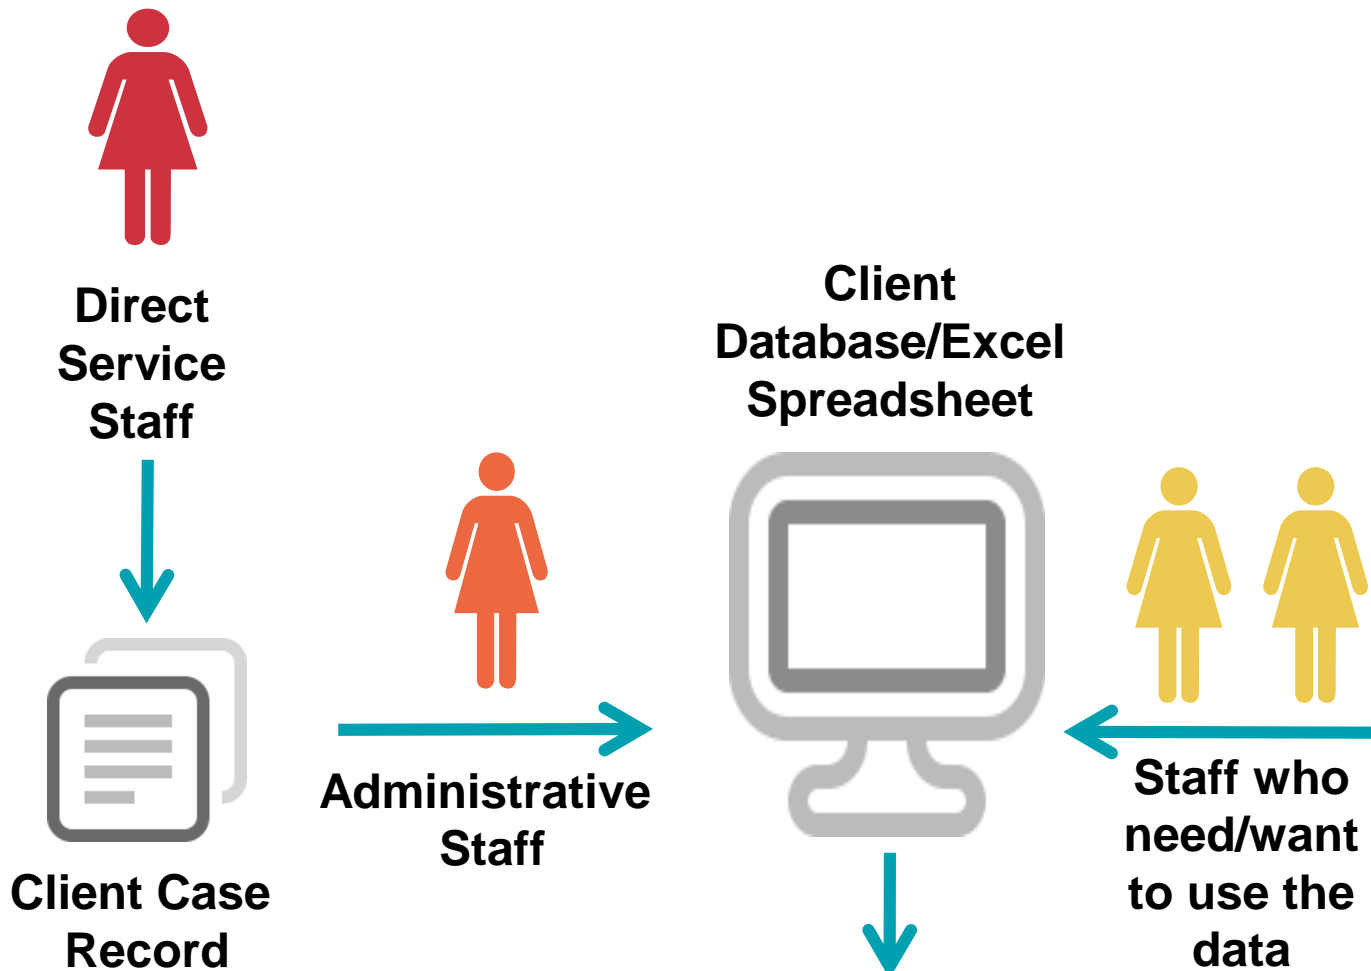 Direct
Service
Staff
Client
Database/Excel
Spreadsheet
Administrative
Staff
Staff who
need/want
to use the
data
Client Case
Record